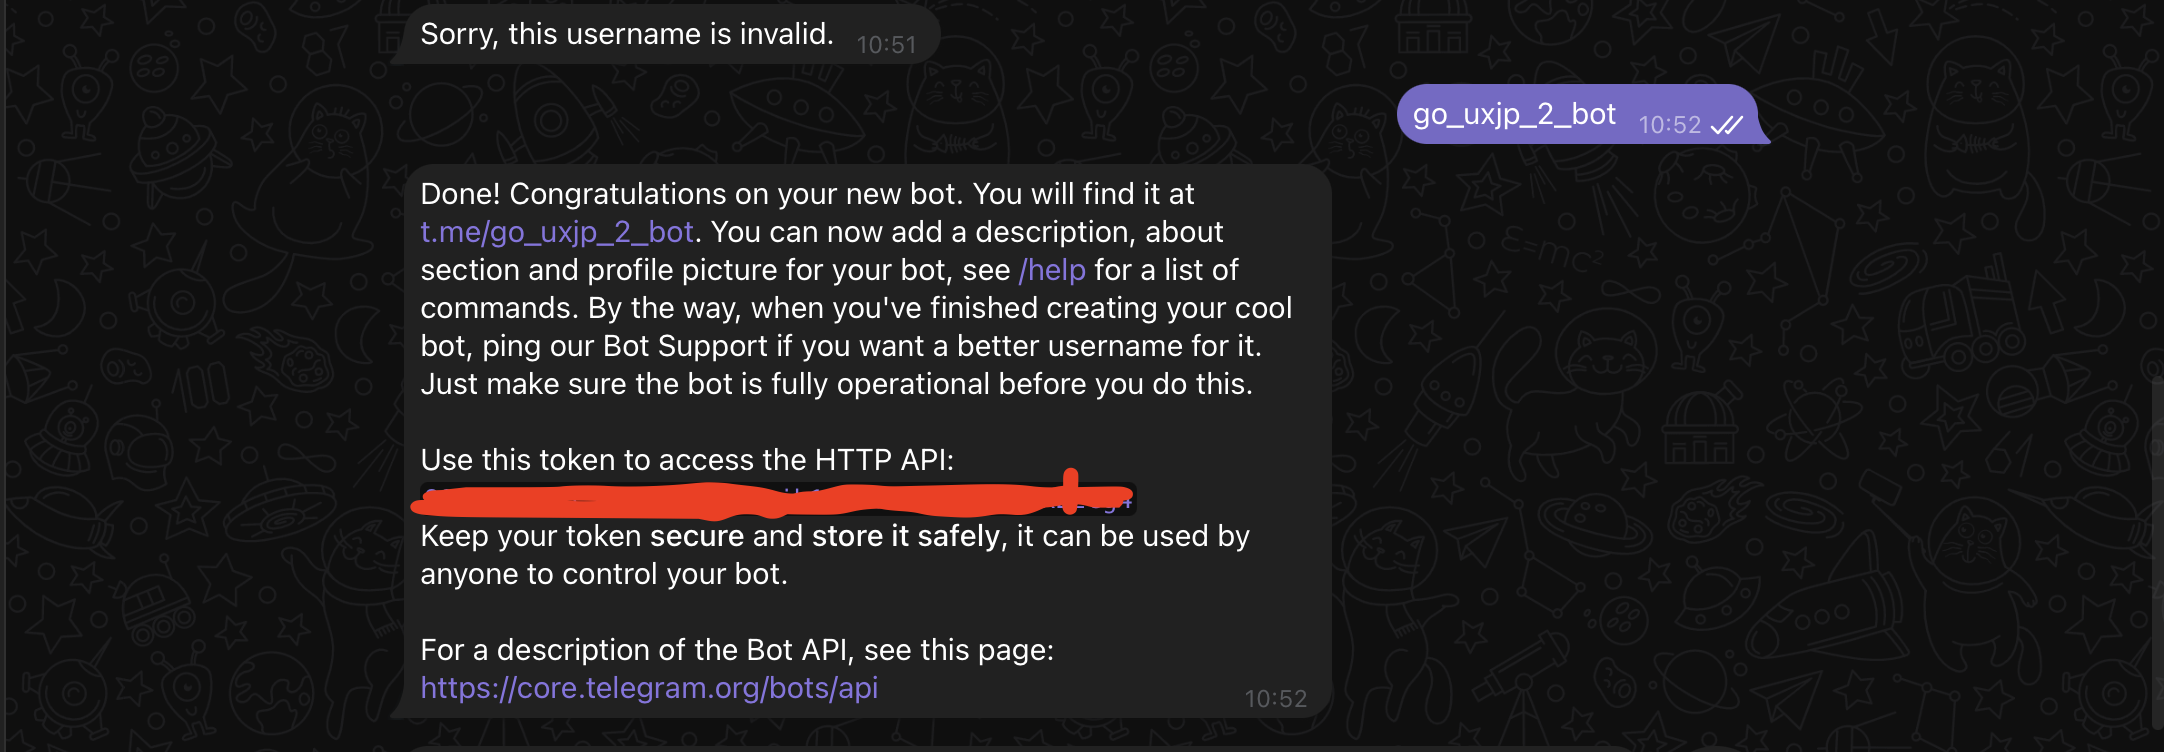 Sorry, this username is invalid. 10:51
go_uxjp_2_bot 10:52
Done! Congratulations on your new bot. You will find it at
t.me/go_uxjp_2_bot. You can now add a description, about
section and profile picture for your bot, see /help for a list of
commands. By the way, when you've finished creating your cool
bot, ping our Bot Support if you want a better username for it.
Just make sure the bot is fully operational before you do this.
Use this token to access the HTTP API:
Keep your token secure and store it safely, it can be used by
anyone to control your bot.
For a description of the Bot API, see this page:
https://core.telegram.org/bots/api
10:52
E=mc²